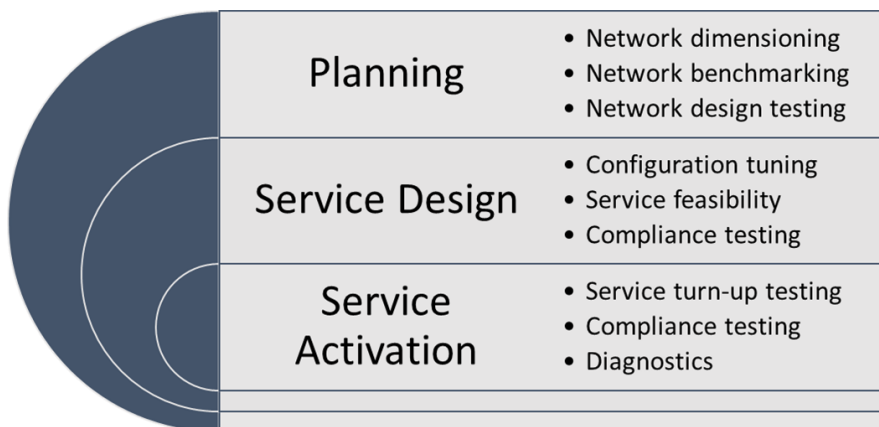 Planning
• Network dimensioning
• Network benchmarking
• Network design testing
Service Design
• Configuration tuning
• Service feasibility
• Compliance testing
Service
Activation
• Service turn-up testing
• Compliance testing
• Diagnostics